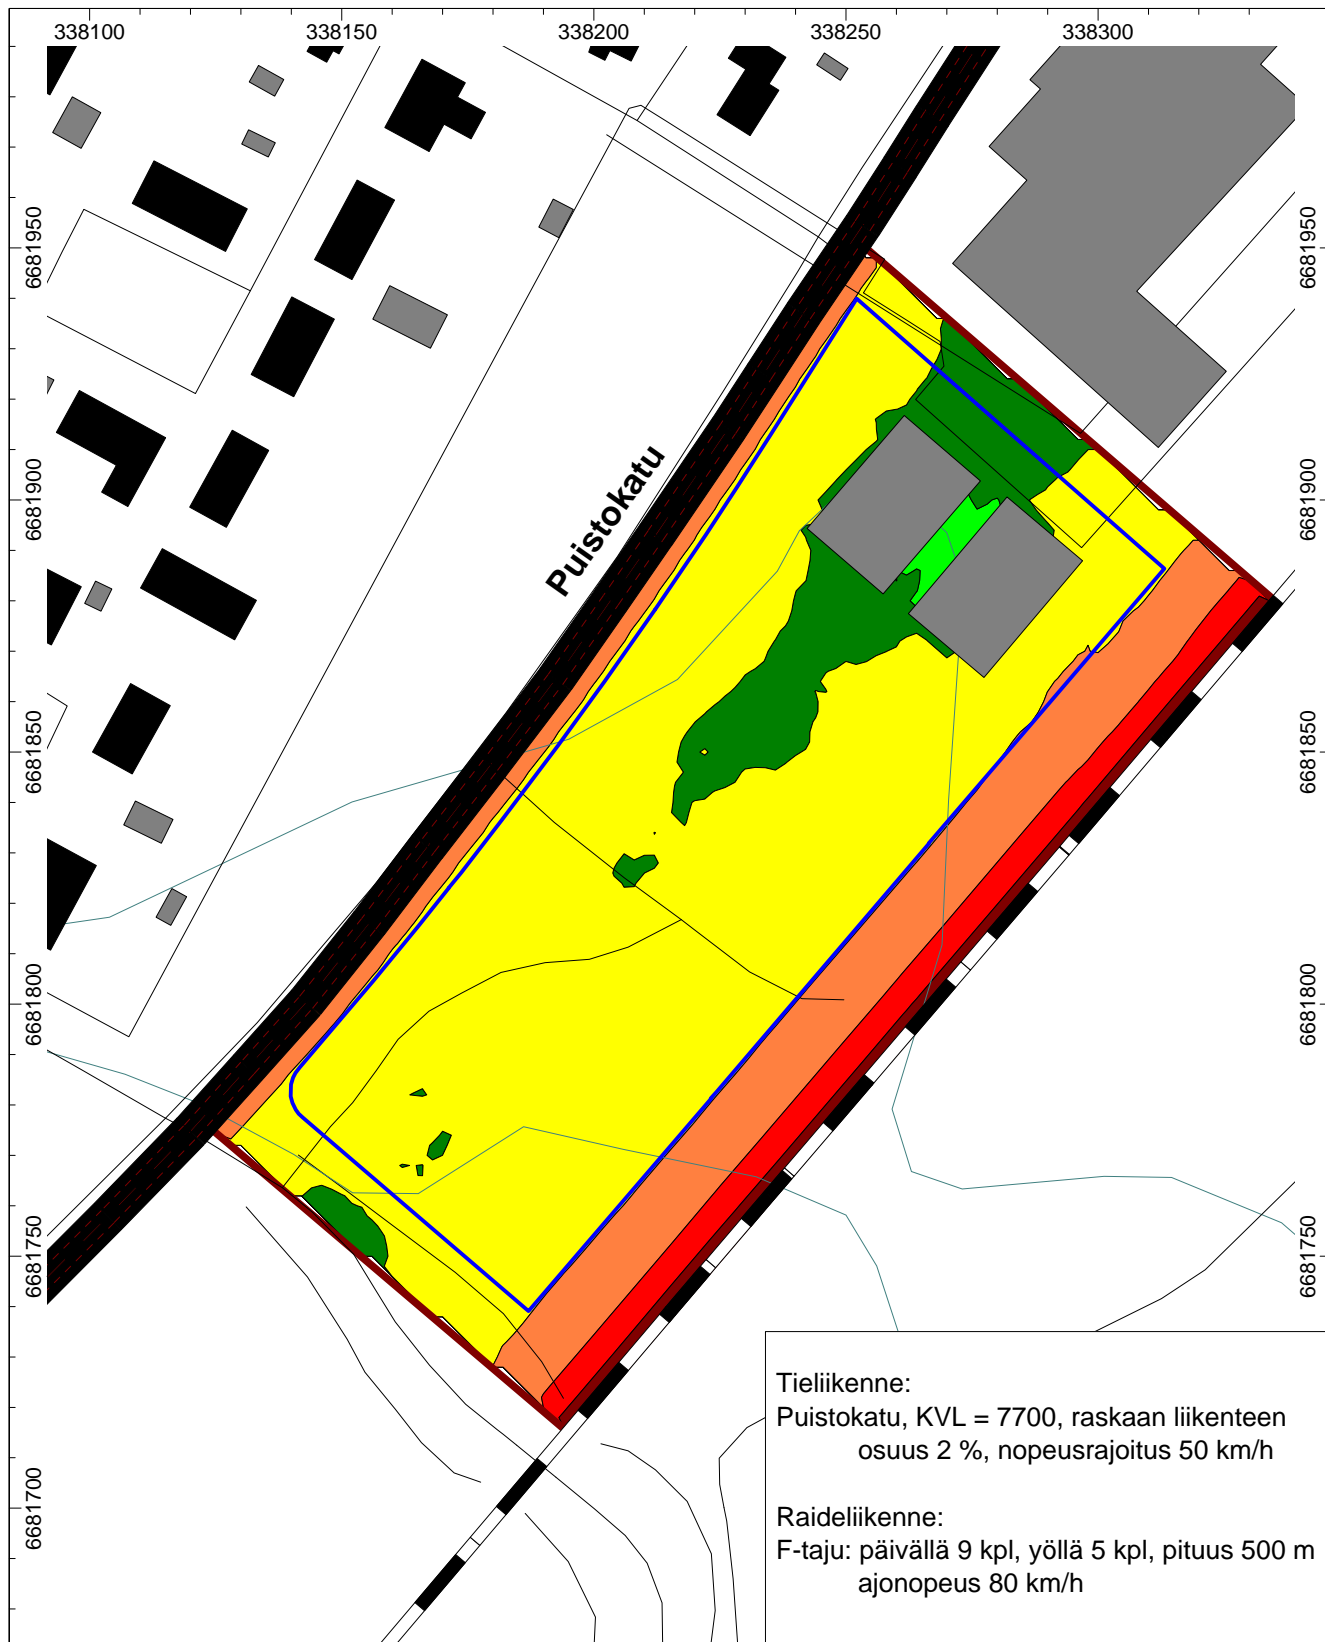 338100 338150 338200 338250 338300
6681950 6681950
6681900 6681900
6681850 6681850
6681800 6681800
6681750 6681750
6681700
Puistokatu
Tieliikenne:
Puistokatu, KVL = 7700, raskaan liikenteen
osuus 2 %, nopeusrajoitus 50 km/h
Raideliikenne:
F-taju: päivällä 9 kpl, yöllä 5 kpl, pituus 500 m
ajonopeus 80 km/h